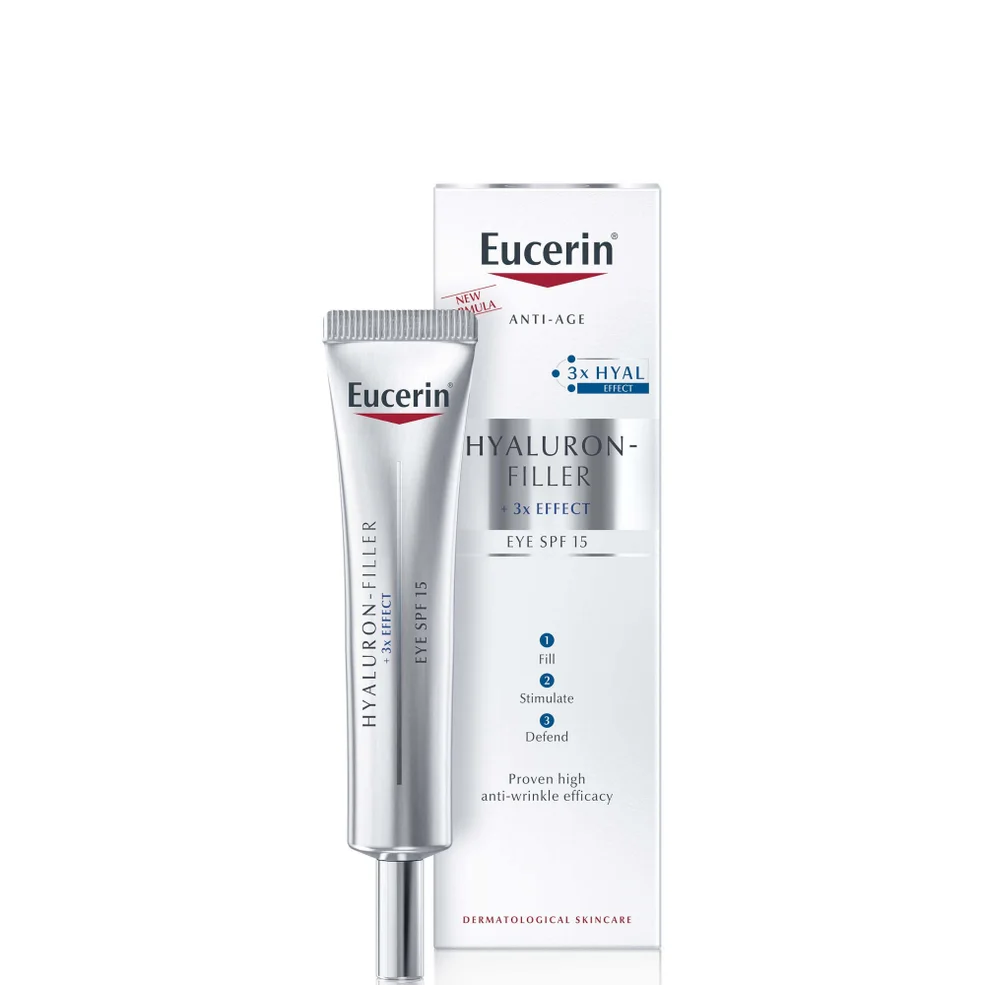 Eucerin®
NEW
ANTI-AGE
3x HYAL
EFFECT
HYALURON-
FILLER
+ 3x EFFECT
EYE SPF 15
1
Fill
2
Stimulate
3
Defend
Proven high
anti-wrinkle efficacy
DERMATOLOGICAL SKINCARE
Eucerin®
HYALURON-FILLER
+ 3x EFFECT
EYE SPF 15